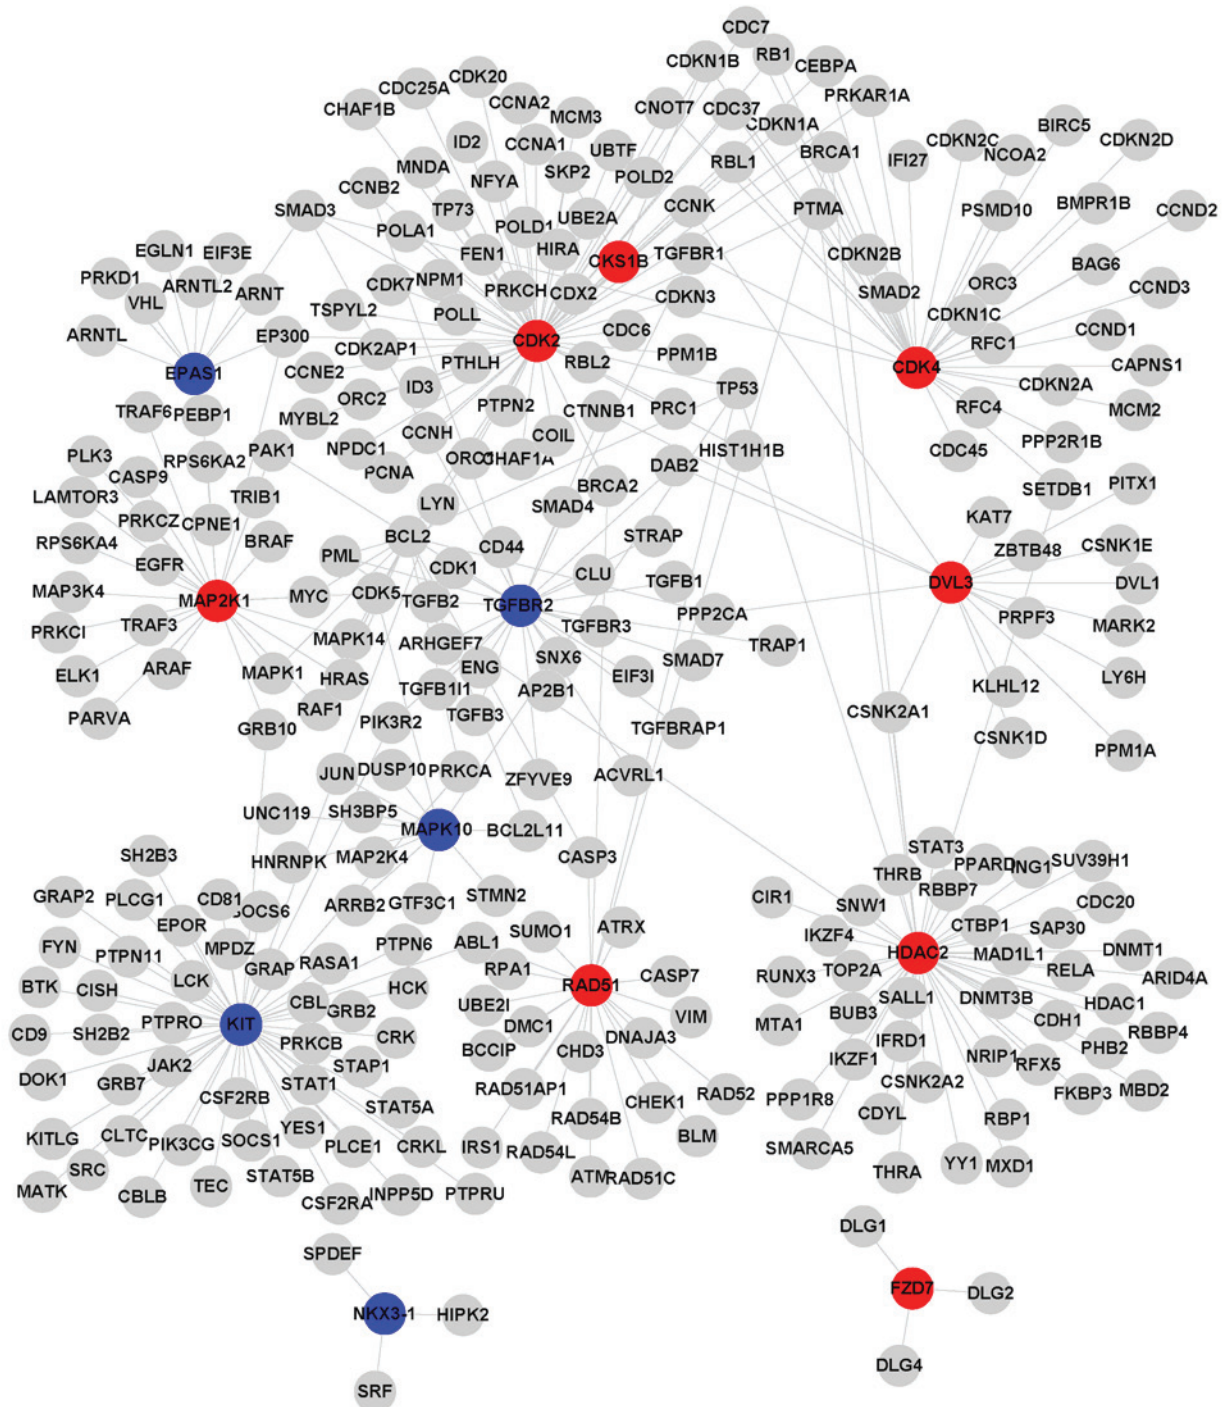 CDC7
RB1
CDKN1B
CEBPA
CDK20
CDC25A
PRKAR1A
CCNA2
CHAF1B
CNOT7
CDC37
MCM3
CDKN1A
BIRC5
ID2
CCNA1
UBTF
CDKN2C
CDKN2D
MNDA
BRCA1
NCOA2
RBL1
IFI27
SKP2
POLD2
NFYA
CCNB2
CCNK
BMPR1B
SMAD3
TP73
PTMA
PSMD10
CCND2
UBE2A
POLD1
POLA1
HIRA
EGLN1
EIF3E
FEN1
TGFBR1
CKS1B
CDKN2B
BAG6
PRKD1
ARNTL2
NPM1
CDK7
ORC3
ARNT
PRKCH
CDX2
SMAD2
CCND3
VHL
CDKN3
TSPYL2
POLL
CDKN1C
ARNTL
EP300
CDC6
CCND1
CDK2
RFC1
CDK2AP1
PPM1B
PTHLH
RBL2
CDK4
CAPNS1
EPAS1
CCNE2
ID3
TP53
CDKN2A
TRAF6
ORC2
PTPN2
CTNNB1
PRC1
RFC4
MCM2
PEBP1
MYBL2
CCNH
COIL
NPDC1
HIST1H1B
PPP2R1B
PAK1
ORC1
CHAF1A
CDC45
PLK3
RPS6KA2
PCNA
DAB2
CASP9
BRCA2
SETDB1
PITX1
LAMTOR3
TRIB1
LYN
SMAD4
KAT7
PRKCZ
CPNE1
STRAP
RPS6KA4
BRAF
BCL2
CD44
ZBTB48
CSNK1E
PML
EGFR
CDK1
CLU
TGFB1
MAP3K4
MAP2K1
MYC
CDK5
TGFB2
TGFBR2
DVL3
DVL1
PPP2CA
PRKCI
TRAF3
MAPK14
ARHGEF7
TGFBR3
PRPF3
MARK2
TRAP1
SNX6
SMAD7
ELK1
ARAF
MAPK1
HRAS
ENG
EIF3I
LY6H
TGFB1I1
AP2B1
KLHL12
PARVA
RAF1
TGFB3
CSNK2A1
GRB10
PIK3R2
TGFBRAP1
CSNK1D
PPM1A
JUN
DUSP10
PRKCA
ZFYVE9
ACVRL1
UNC119
SH3BP5
MAPK10
BCL2L11
STAT3
SH2B3
HNRNPK
MAP2K4
CASP3
PPARD
ING1
SUV39H1
THRB
GRAP2
PLCG1
CD81
SOCS6
STMN2
CIR1
RBBP7
EPOR
ARRB2
GTF3C1
SNW1
CDC20
ATRX
CTBP1
SAP30
FYN
MPDZ
PTPN6
ABL1
SUMO1
IKZF4
PTPN11
GRAP
RASA1
HDAC2
MAD1L1
DNMT1
LCK
RPA1
TOP2A
RELA
BTK
CISH
HCK
RAD51
CASP7
RUNX3
ARID4A
CBL
GRB2
UBE2I
SALL1
DNMT3B
HDAC1
PTPRO
KIT
VIM
BUB3
CDH1
CD9
SH2B2
DMC1
MTA1
RBBP4
CRK
DNAJA3
IFRD1
PRKCB
PHB2
BCCIP
CHD3
IKZF1
NRIP1
JAK2
STAP1
RFX5
DOK1
GRB7
STAT1
RAD51AP1
RAD52
CSNK2A2
MBD2
CSF2RB
CHEK1
PPP1R8
FKBP3
STAT5A
RAD54B
CDYL
RBP1
KITLG
CLTC
YES1
BLM
PIK3CG
SOCS1
PLCE1
CRKL
IRS1
SMARCA5
RAD54L
YY1
SRC
STAT5B
THRA
MXD1
MATK
TEC
ATM
RAD51C
CBLB
CSF2RA
INPP5D
PTPRU
DLG1
SPDEF
FZD7
DLG2
NKX3-1
HIPK2
DLG4
SRF